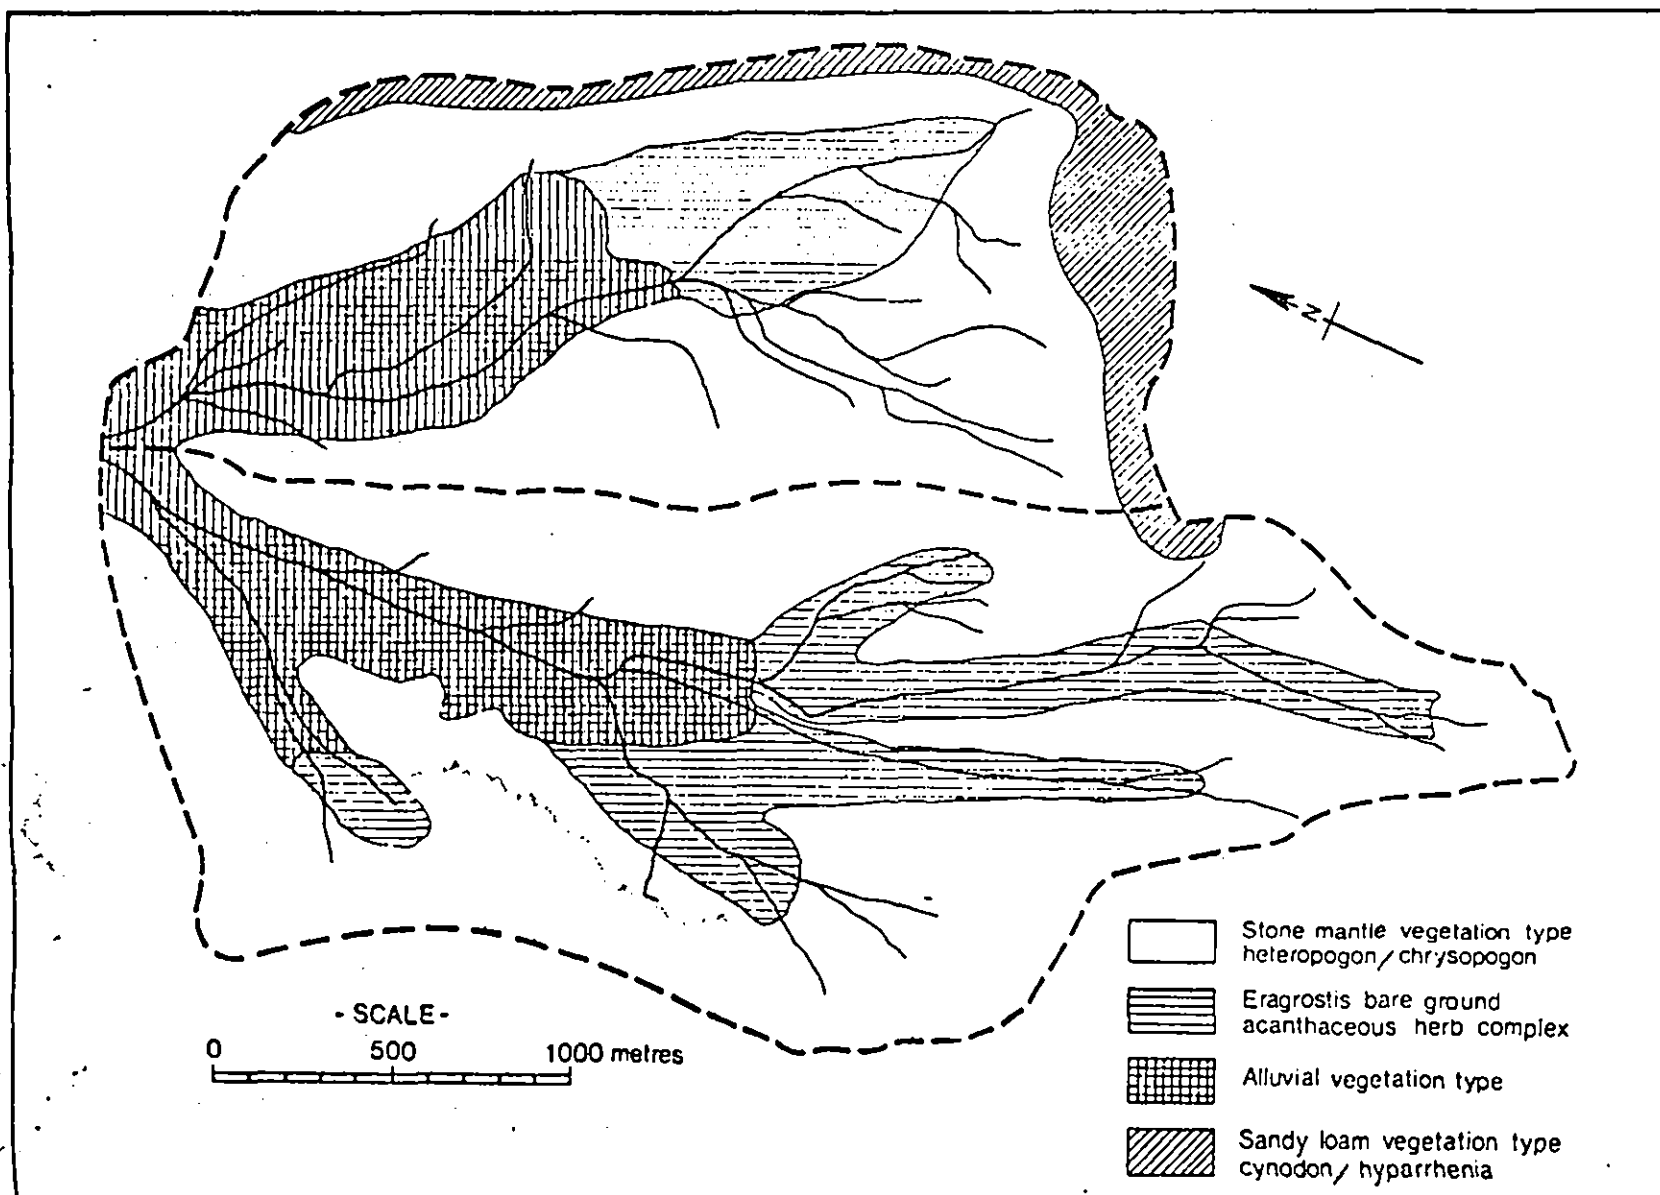 N
Stone mantle vegetation type
heteropogon/chrysopogon
Eragrostis bare ground
acanthaceous herb complex
Alluvial vegetation type
Sandy loam vegetation type
cynodon/ hyparrhenia
- SCALE -
0 500 1000 metres